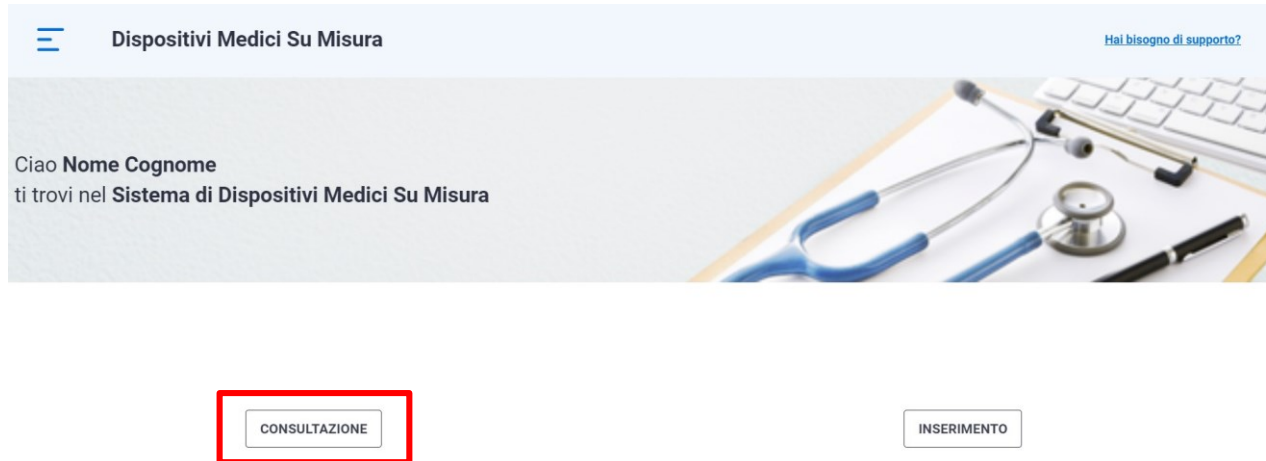 Dispositivi Medici Su Misura
Hai bisogno di supporto?
Ciao Nome Cognome
ti trovi nel Sistema di Dispositivi Medici Su Misura
CONSULTAZIONE
INSERIMENTO